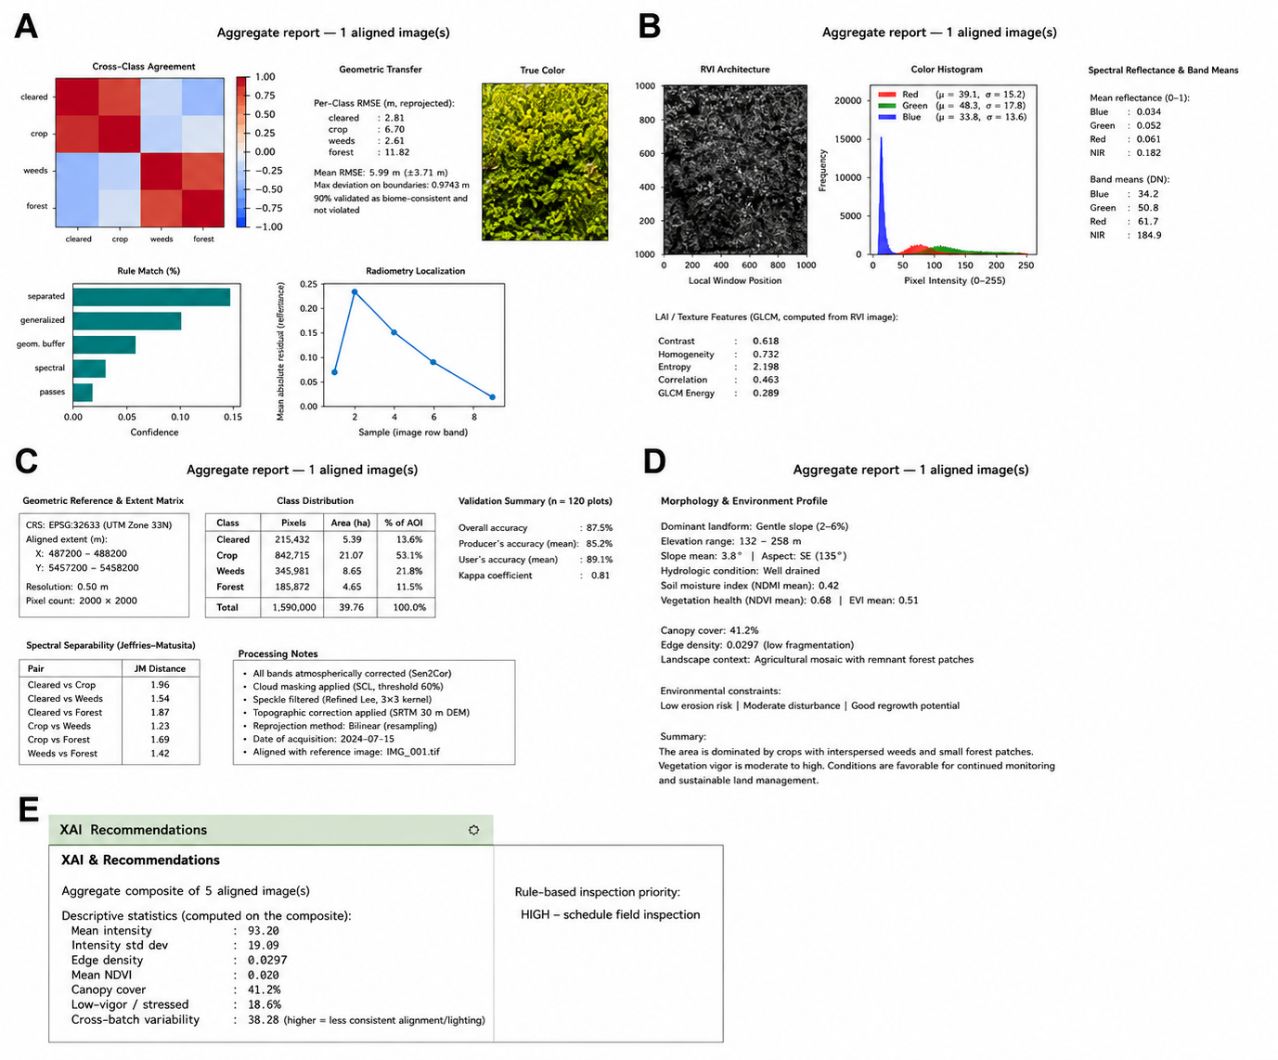 A
Aggregate report — 1 aligned image(s)
Cross-Class Agreement
cleared
crop
weeds
forest
cleared crop weeds forest
1.00
0.75
0.50
0.25
0.00
−0.25
−0.50
−0.75
−1.00
Geometric Transfer
Per-Class RMSE (m, reprojected):
cleared : 2.81
crop : 6.70
weeds : 2.61
forest : 11.82
Mean RMSE: 5.99 m (±3.71 m)
Max deviation on boundaries: 0.9743 m
90% validated as biome-consistent and
not violated
True Color
Rule Match (%)
separated
generalized
geom. buffer
spectral
passes
0.00 0.05 0.10 0.15
Confidence
Radiometry Localization
Mean absolute residual (reflerrance)
0.25
0.20
0.15
0.10
0.05
0.00
2 4 6 8
Sample (image row band)
B
Aggregate report — 1 aligned image(s)
RVI Architecture
1000
800
600
400
200
1000
0 200 400 600 800 1000
Local Window Position
Color Histogram
Frequency
20000
15000
10000
5000
0
Red (μ = 39.1, σ = 15.2)
Green (μ = 48.3, σ = 17.8)
Blue (μ = 33.8, σ = 13.6)
0 50 100 150 200 250
Pixel Intensity (0–255)
Spectral Reflectance & Band Means
Mean reflectance (0–1):
Blue : 0.034
Green : 0.052
Red : 0.061
NIR : 0.182
Band means (DN):
Blue : 34.2
Green : 50.8
Red : 61.7
NIR : 184.9
LAI / Texture Features (GLCM, computed from RVI image):
Contrast : 0.618
Homogeneity : 0.732
Entropy : 2.198
Correlation : 0.463
GLCM Energy : 0.289
C
Aggregate report — 1 aligned image(s)
Geometric Reference & Extent Matrix
CRS: EPSG:32633 (UTM Zone 33N)
Aligned extent (m):
X: 487200 – 488200
Y: 5457200 – 5458200
Resolution: 0.50 m
Pixel count: 2000 × 2000
Class Distribution
Class Pixels Area (ha) % of AOI
Cleared 215,432 5.39 13.6%
Crop 842,715 21.07 53.1%
Weeds 345,981 8.65 21.8%
Forest 185,872 4.65 11.5%
Total 1,590,000 39.76 100.0%
Validation Summary (n = 120 plots)
Overall accuracy : 87.5%
Producer's accuracy (mean): 85.2%
User's accuracy (mean) : 89.1%
Kappa coefficient : 0.81
Spectral Separability (Jeffries–Matusita)
Pair JM Distance
Cleared vs Crop 1.96
Cleared vs Weeds 1.54
Cleared vs Forest 1.87
Crop vs Weeds 1.23
Crop vs Forest 1.69
Weeds vs Forest 1.42
Processing Notes
• All bands atmospherically corrected (Sen2Cor)
• Cloud masking applied (SCL, threshold 60%)
• Speckle filtered (Refined Lee, 3×3 kernel)
• Topographic correction applied (SRTM 30 m DEM)
• Reprojection method: Bilinear (resampling)
• Date of acquisition: 2024-07-15
• Aligned with reference image: IMG_001.tif
D
Aggregate report — 1 aligned image(s)
Morphology & Environment Profile
Dominant landform: Gentle slope (2–6%)
Elevation range: 132 – 258 m
Slope mean: 3.8° | Aspect: SE (135°)
Hydrologic condition: Well drained
Soil moisture index (NDMI mean): 0.42
Vegetation health (NDVI mean): 0.68 | EVI mean: 0.51
Canopy cover: 41.2%
Edge density: 0.0297 (low fragmentation)
Landscape context: Agricultural mosaic with remnant forest patches
Environmental constraints:
Low erosion risk | Moderate disturbance | Good regrowth potential
Summary:
The area is dominated by crops with interspersed weeds and small forest patches.
Vegetation vigor is moderate to high. Conditions are favorable for continued monitoring
and sustainable land management.
E
XAI Recommendations
XAI & Recommendations
Aggregate composite of 5 aligned image(s)
Descriptive statistics (computed on the composite):
Mean intensity : 93.20
Intensity std dev : 19.09
Edge density : 0.0297
Mean NDVI : 0.020
Canopy cover : 41.2%
Low-vigor / stressed : 18.6%
Cross-batch variability : 38.28 (higher = less consistent alignment/lighting)
Rule-based inspection priority:
HIGH – schedule field inspection